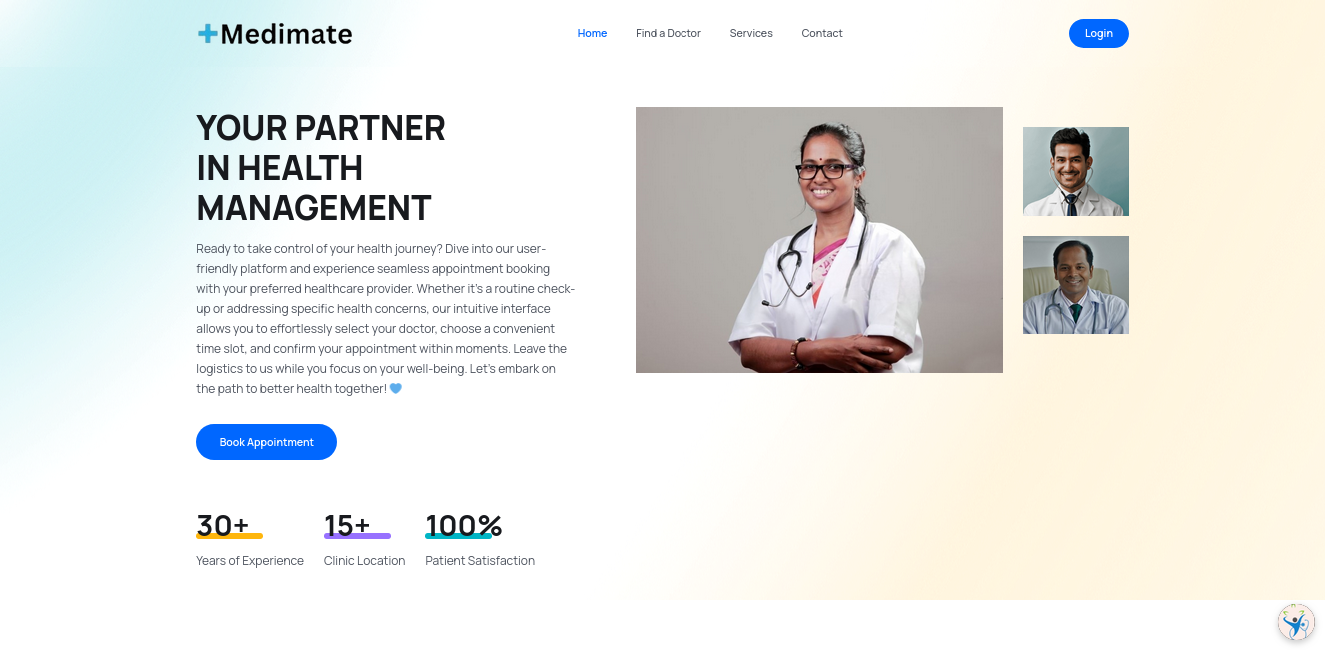 Medimate
Home Find a Doctor Services Contact
Login
YOUR PARTNER
IN HEALTH
MANAGEMENT
Ready to take control of your health journey? Dive into our user-
friendly platform and experience seamless appointment booking
with your preferred healthcare provider. Whether it's a routine check-
up or addressing specific health concerns, our intuitive interface
allows you to effortlessly select your doctor, choose a convenient
time slot, and confirm your appointment within moments. Leave the
logistics to us while you focus on your well-being. Let's embark on
the path to better health together! 💙
Book Appointment
30+ 15+ 100%
Years of Experience Clinic Location Patient Satisfaction